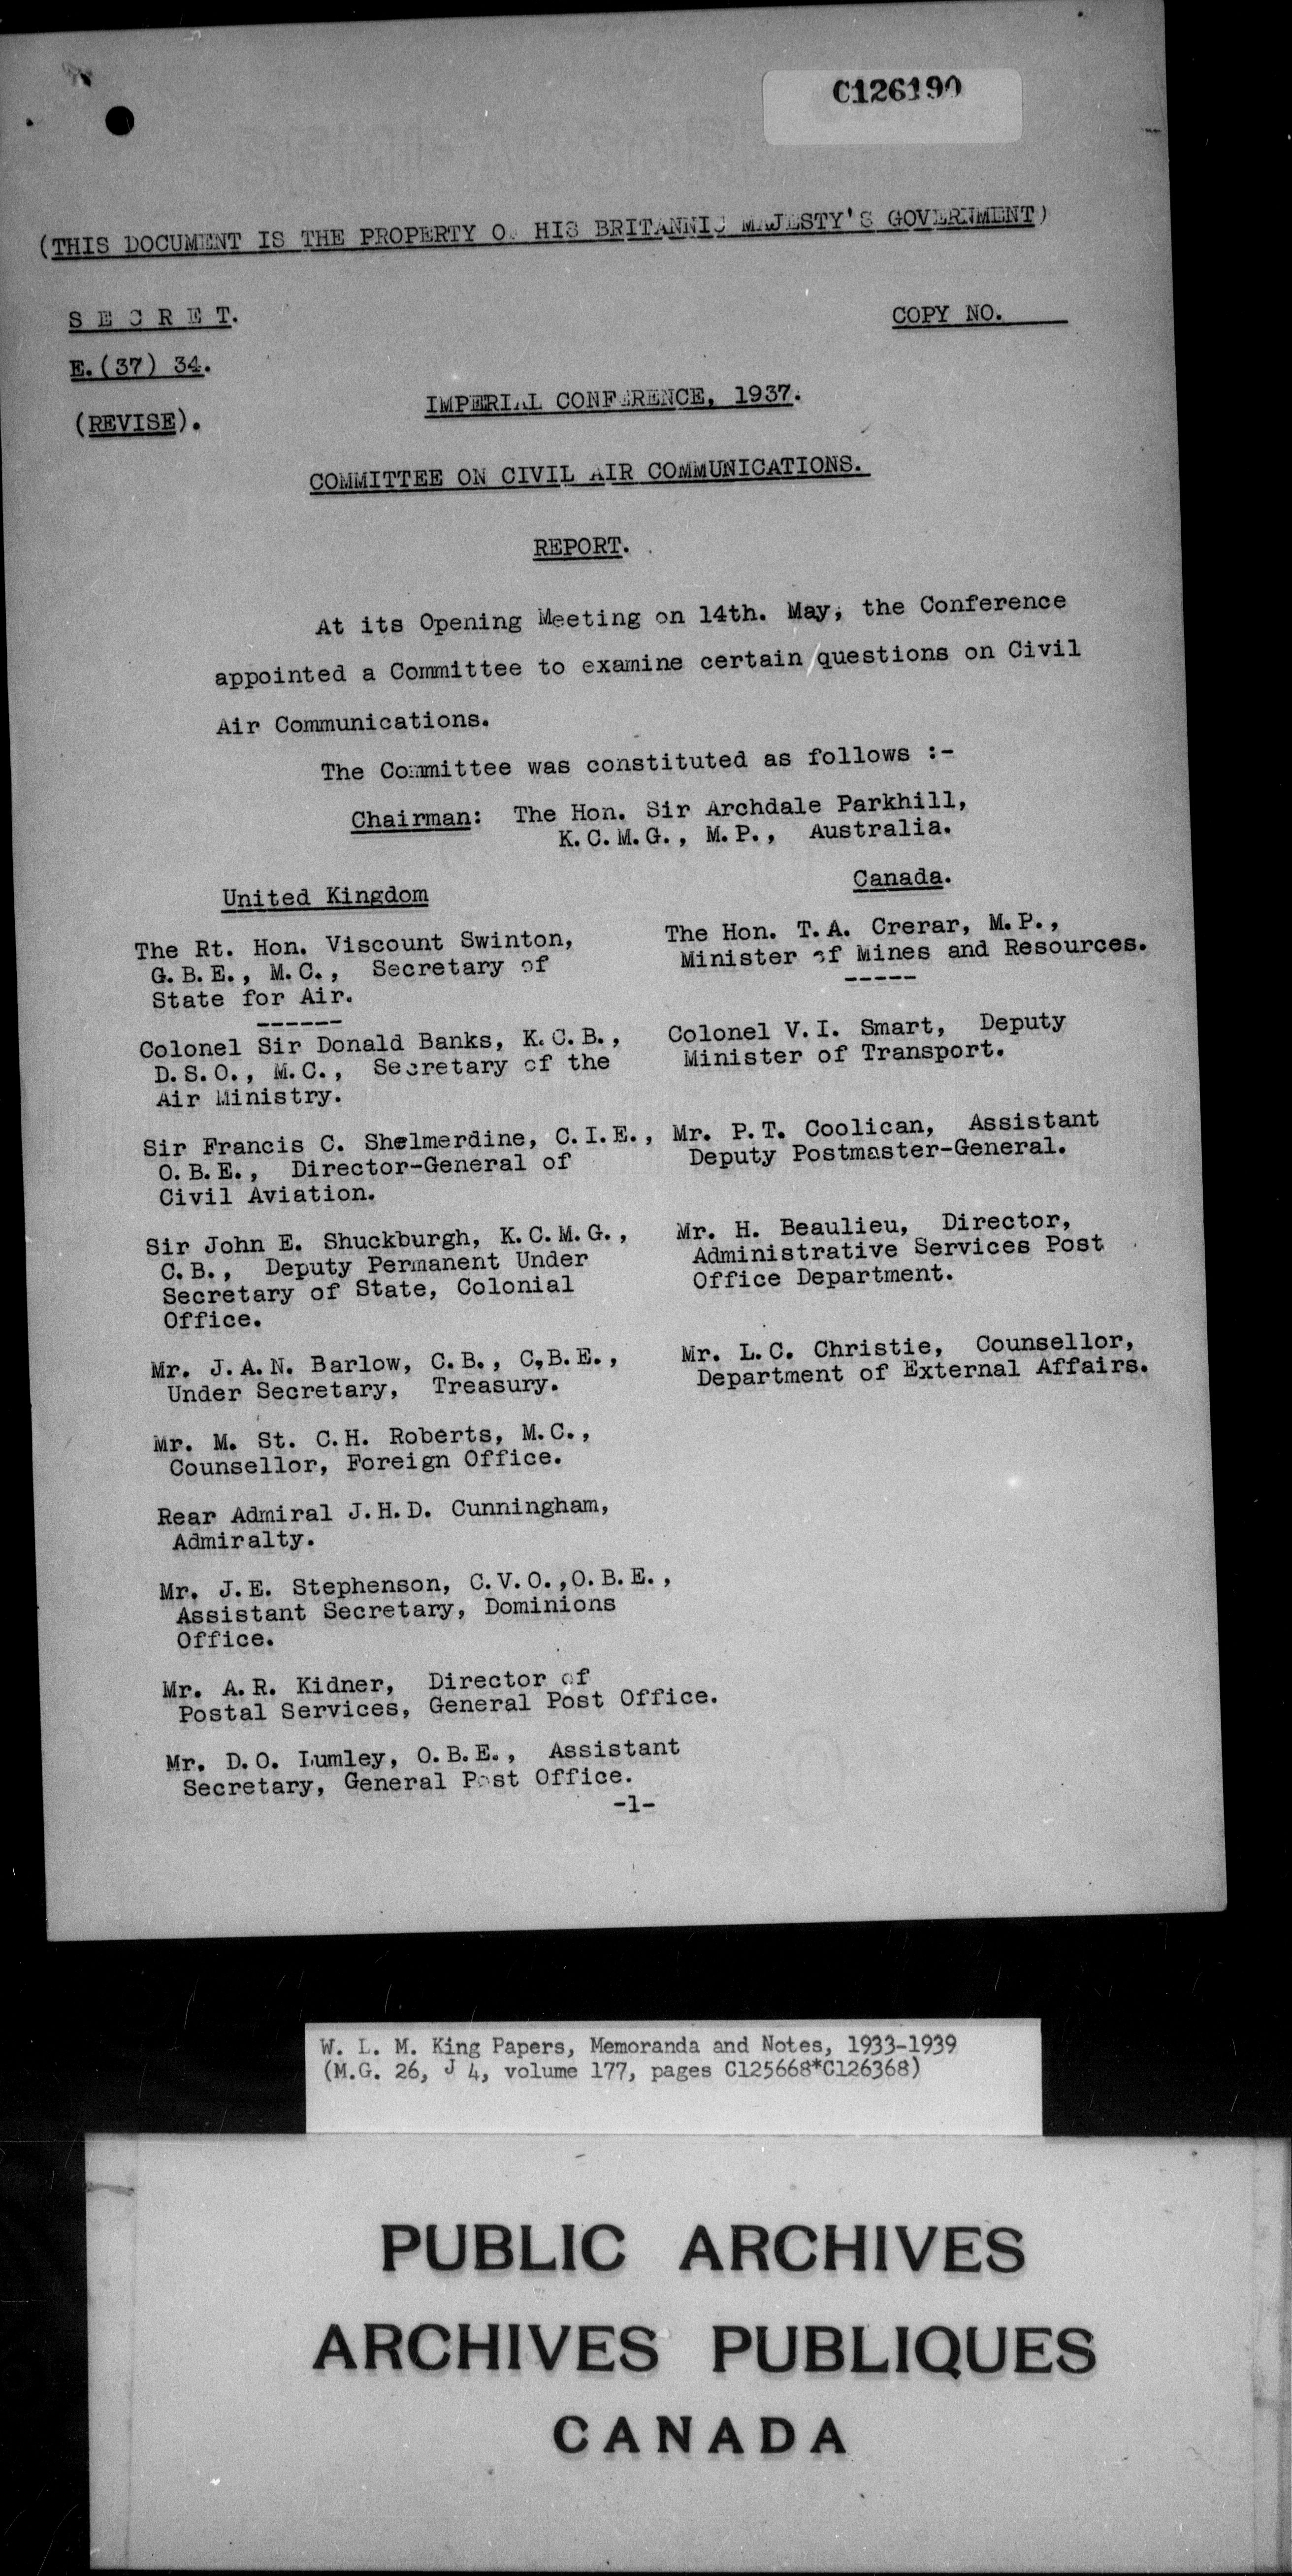 C126190
(THIS DOCUMENT IS THE PROPERTY OF HIS BRITANNIC MAJESTY'S GOVERNMENT)
S E C R E T.
COPY NO.
E.(37) 34.
(REVISE).
IMPERIAL CONFERENCE, 1937.
COMMITTEE ON CIVIL AIR COMMUNICATIONS.
REPORT.
At its Opening Meeting on 14th. May, the Conference
appointed a Committee to examine certain/questions on Civil
Air Communications.
The Committee was constituted as follows :-
Chairman: The Hon. Sir Archdale Parkhill,
K.C.M.G., M.P., Australia.
United Kingdom
The Rt. Hon. Viscount Swinton,
G.B.E., M.C., Secretary of
State for Air.
------
Colonel Sir Donald Banks, K.C.B.,
D.S.O., M.C., Secretary of the
Air Ministry.
Sir Francis C. Shelmerdine, C.I.E.,
O.B.E., Director-General of
Civil Aviation.
Sir John E. Shuckburgh, K.C.M.G.,
C.B., Deputy Permanent Under
Secretary of State, Colonial
Office.
Mr. J.A.N. Barlow, C.B., C.B.E.,
Under Secretary, Treasury.
Mr. M. St. C.H. Roberts, M.C.,
Counsellor, Foreign Office.
Rear Admiral J.H.D. Cunningham,
Admiralty.
Mr. J.E. Stephenson, C.V.O.,O.B.E.,
Assistant Secretary, Dominions
Office.
Mr. A.R. Kidner, Director of
Postal Services, General Post Office.
Mr. D.O. Lumley, O.B.E., Assistant
Secretary, General Post Office.
Canada.
The Hon. T.A. Crerar, M.P.,
Minister of Mines and Resources.
-----
Colonel V.I. Smart, Deputy
Minister of Transport.
Mr. P.T. Coolican, Assistant
Deputy Postmaster-General.
Mr. H. Beaulieu, Director,
Administrative Services Post
Office Department.
Mr. L.C. Christie, Counsellor,
Department of External Affairs.
-1-
W. L. M. King Papers, Memoranda and Notes, 1933-1939
(M.G. 26, J 4, volume 177, pages C125668*C126368)
PUBLIC ARCHIVES
ARCHIVES PUBLIQUES
CANADA